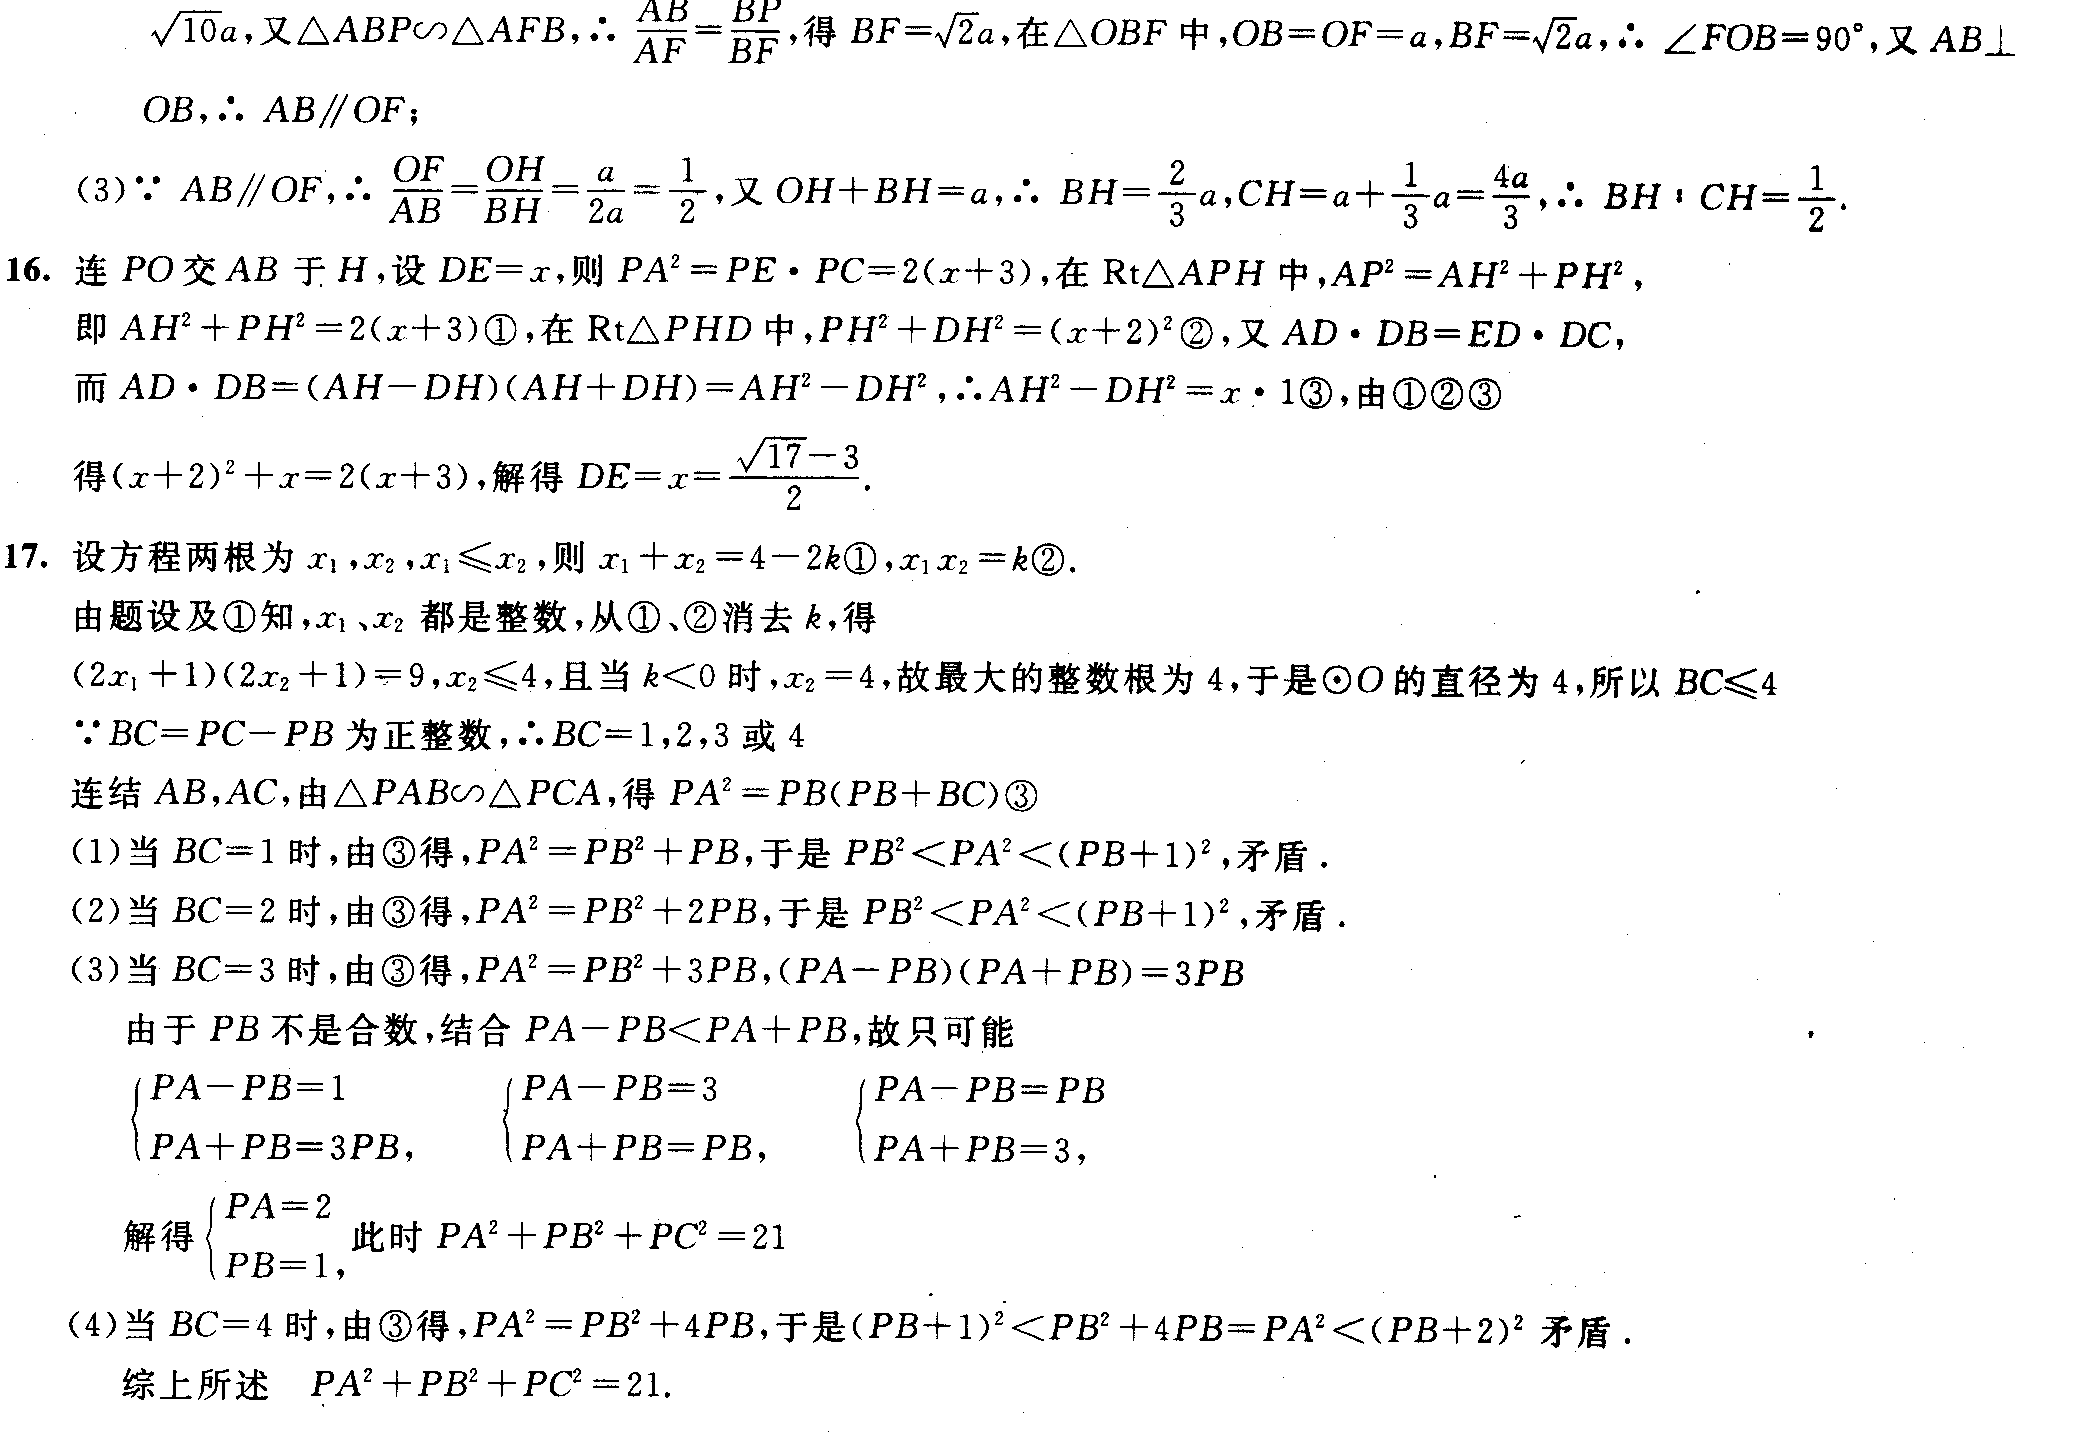 √10a,又△ABP∽△AFB,∴ AB/AF=BP/BF,得 BF=√2a,在△OBF 中,OB=OF=a,BF=√2a,∴ ∠FOB=90°,又 AB⊥
OB,∴ AB∥OF;
(3)∵ AB∥OF,∴ OF/AB=OH/BH=a/2a=1/2,又 OH+BH=a,∴ BH=2/3a,CH=a+1/3a=4a/3,∴ BH∶CH=1/2.
16. 连 PO 交 AB 于 H,设 DE=x,则 PA²=PE·PC=2(x+3),在 Rt△APH 中,AP²=AH²+PH²,
即 AH²+PH²=2(x+3)①,在 Rt△PHD 中,PH²+DH²=(x+2)²②,又 AD·DB=ED·DC,
而 AD·DB=(AH-DH)(AH+DH)=AH²-DH²,∴AH²-DH²=x·1③,由①②③
得(x+2)²+x=2(x+3),解得 DE=x=(√17-3)/2.
17. 设方程两根为 x₁,x₂,x₁≤x₂,则 x₁+x₂=4-2k①,x₁x₂=k②.
由题设及①知,x₁、x₂ 都是整数,从①、②消去 k,得
(2x₁+1)(2x₂+1)=9,x₂≤4,且当 k<0 时,x₂=4,故最大的整数根为 4,于是⊙O 的直径为 4,所以 BC≤4
∵BC=PC-PB 为正整数,∴BC=1,2,3 或 4
连结 AB,AC,由△PAB∽△PCA,得 PA²=PB(PB+BC)③
(1)当 BC=1 时,由③得,PA²=PB²+PB,于是 PB²<PA²<(PB+1)²,矛盾.
(2)当 BC=2 时,由③得,PA²=PB²+2PB,于是 PB²<PA²<(PB+1)²,矛盾.
(3)当 BC=3 时,由③得,PA²=PB²+3PB,(PA-PB)(PA+PB)=3PB
由于 PB 不是合数,结合 PA-PB<PA+PB,故只可能
{PA-PB=1 {PA-PB=3 {PA-PB=PB
PA+PB=3PB, PA+PB=PB, PA+PB=3,
解得{PA=2 PB=1, 此时 PA²+PB²+PC²=21
(4)当 BC=4 时,由③得,PA²=PB²+4PB,于是(PB+1)²<PB²+4PB=PA²<(PB+2)² 矛盾.
综上所述 PA²+PB²+PC²=21.